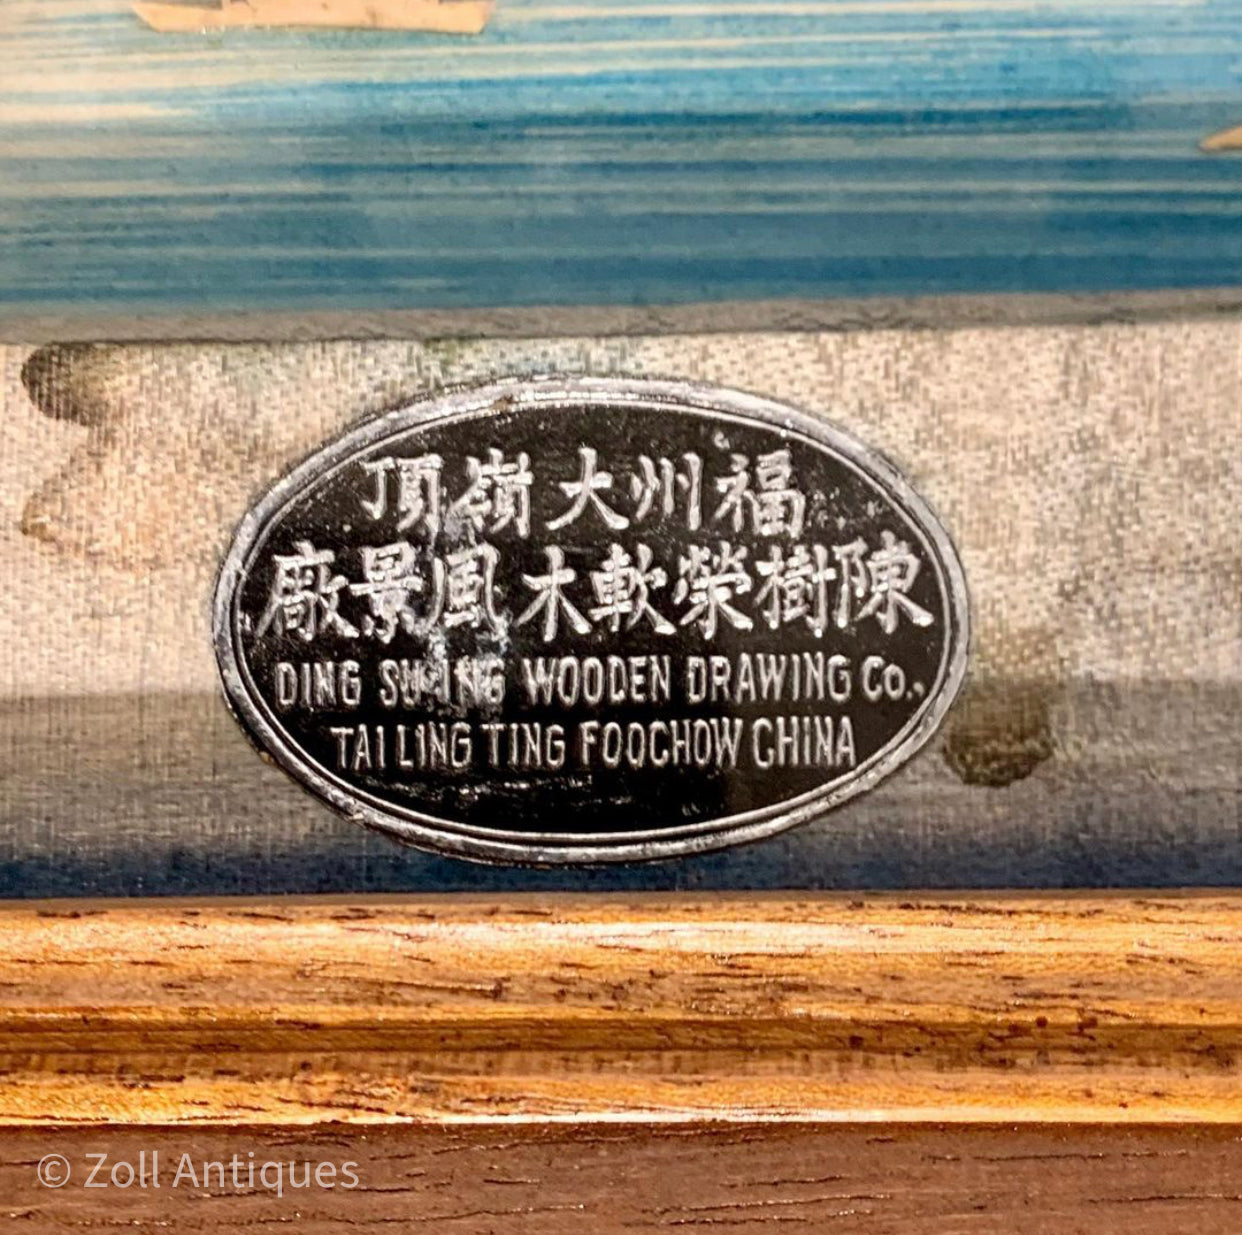 福州大嶺頂
陳樹榮軟木風景廠
DING WOODEN DRAWING Co.,
TAI LING TING FOOCHOW CHINA
© Zoll Antiques